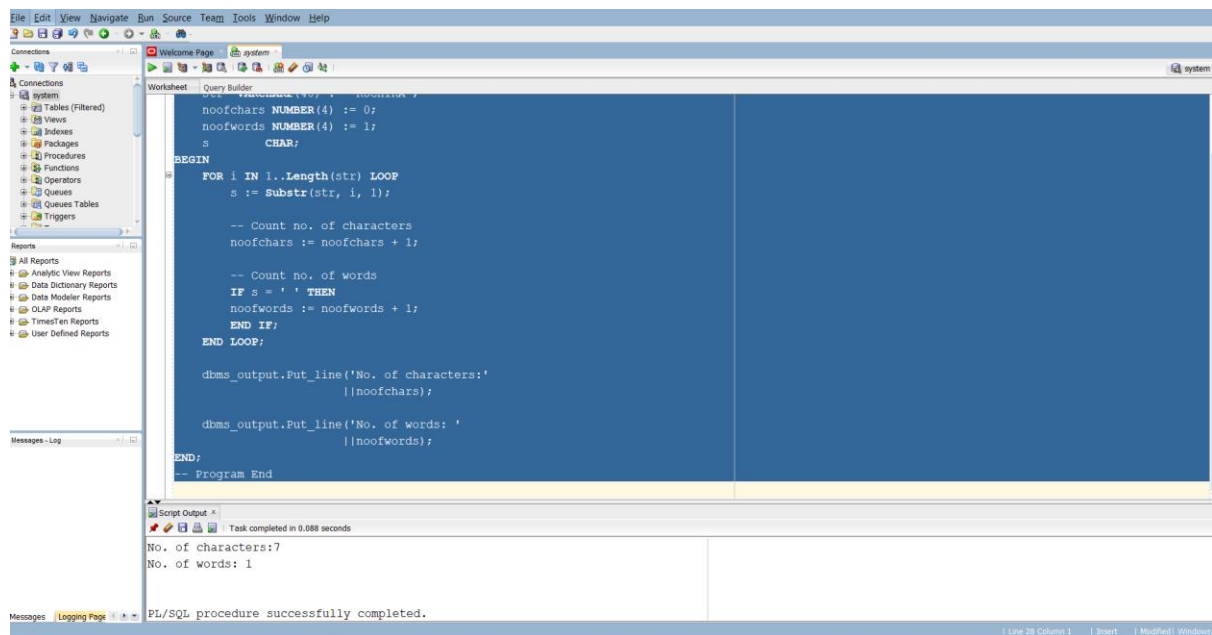 File Edit View Navigate Run Source Team Tools Window Help
Connections
Welcome Page system
system
Connections
Worksheet Query Builder
system
Tables (Filtered)
Views
Indexes
Packages
Procedures
Functions
Operators
Queues
Queues Tables
Triggers
Reports
All Reports
Analytic View Reports
Data Dictionary Reports
Data Modeler Reports
OLAP Reports
TimesTen Reports
User Defined Reports
Messages - Log
noofchars NUMBER(4) := 0;
noofwords NUMBER(4) := 1;
s CHAR;
BEGIN
FOR i IN 1..Length(str) LOOP
s := Substr(str, i, 1);
-- Count no. of characters
noofchars := noofchars + 1;
-- Count no. of words
IF s = ' ' THEN
noofwords := noofwords + 1;
END IF;
END LOOP;
dbms_output.Put_line('No. of characters:'
||noofchars);
dbms_output.Put_line('No. of words: '
||noofwords);
END;
-- Program End
Script Output
Task completed in 0.088 seconds
No. of characters:7
No. of words: 1
PL/SQL procedure successfully completed.
Messages Logging Page
Line 28 Column 1 Insert Modified Windows